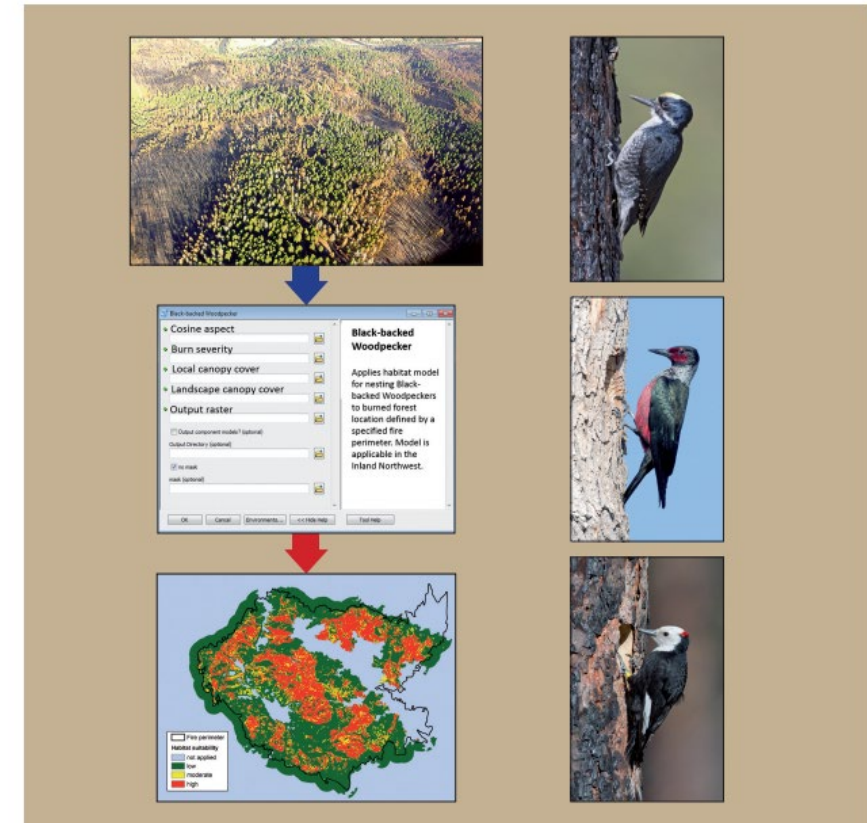 Black-backed Woodpecker
Cosine aspect
Burn severity
Local canopy cover
Landscape canopy cover
Output raster
Output component models? (optional)
Output Directory (optional)
no mask
mask (optional)
OK
Cancel
Environments...
<< Hide Help
Tool Help
Black-backed
Woodpecker
Applies habitat model
for nesting Black-
backed Woodpeckers
to burned forest
location defined by a
specified fire
perimeter. Model is
applicable in the
Inland Northwest.
Fire perimeter
Habitat suitability
not applied
low
moderate
high